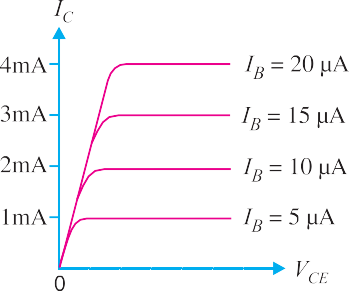 I_C
4mA I_B = 20 μA
3mA I_B = 15 μA
2mA I_B = 10 μA
1mA I_B = 5 μA
0 V_CE